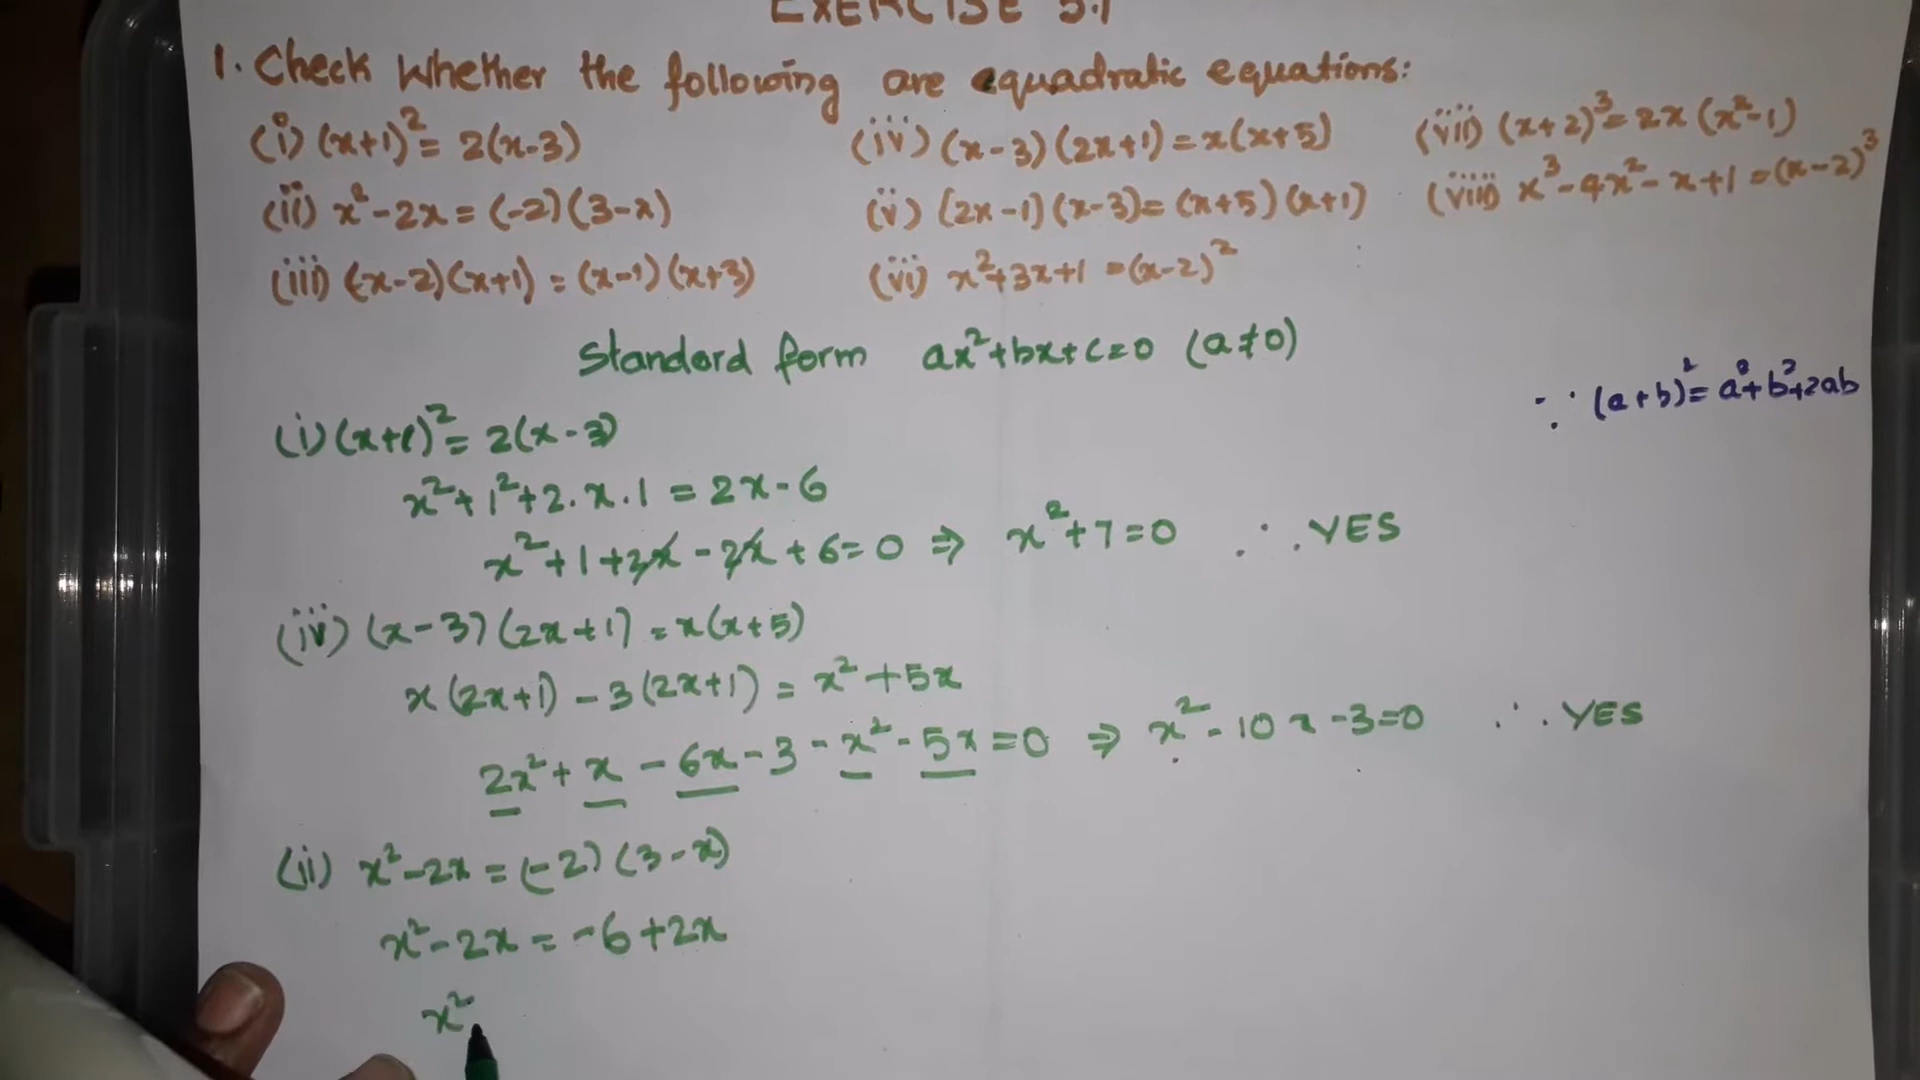 EXERCISE 5.1
1. Check whether the following are quadratic equations:
(i) (x+1)² = 2(x-3)
(ii) x²-2x = (-2)(3-x)
(iii) (x-2)(x+1) = (x-1)(x+3)
(iv) (x-3)(2x+1) = x(x+5)
(v) (2x-1)(x-3) = (x+5)(x+1)
(vi) x²+3x+1 = (x-2)²
(vii) (x+2)³ = 2x(x²-1)
(viii) x³-4x²-x+1 = (x-2)³
Standard form ax²+bx+c=0 (a≠0)
∵ (a+b)² = a²+b²+2ab
(i) (x+1)² = 2(x-3)
x²+1²+2.x.1 = 2x-6
x²+1+2x-2x+6=0 ⇒ x²+7=0 ∴ YES
(iv) (x-3)(2x+1) = x(x+5)
x(2x+1)-3(2x+1) = x²+5x
2x²+x-6x-3-x²-5x=0 ⇒ x²-10x-3=0 ∴ YES
(ii) x²-2x = (-2)(3-x)
x²-2x = -6+2x
x²